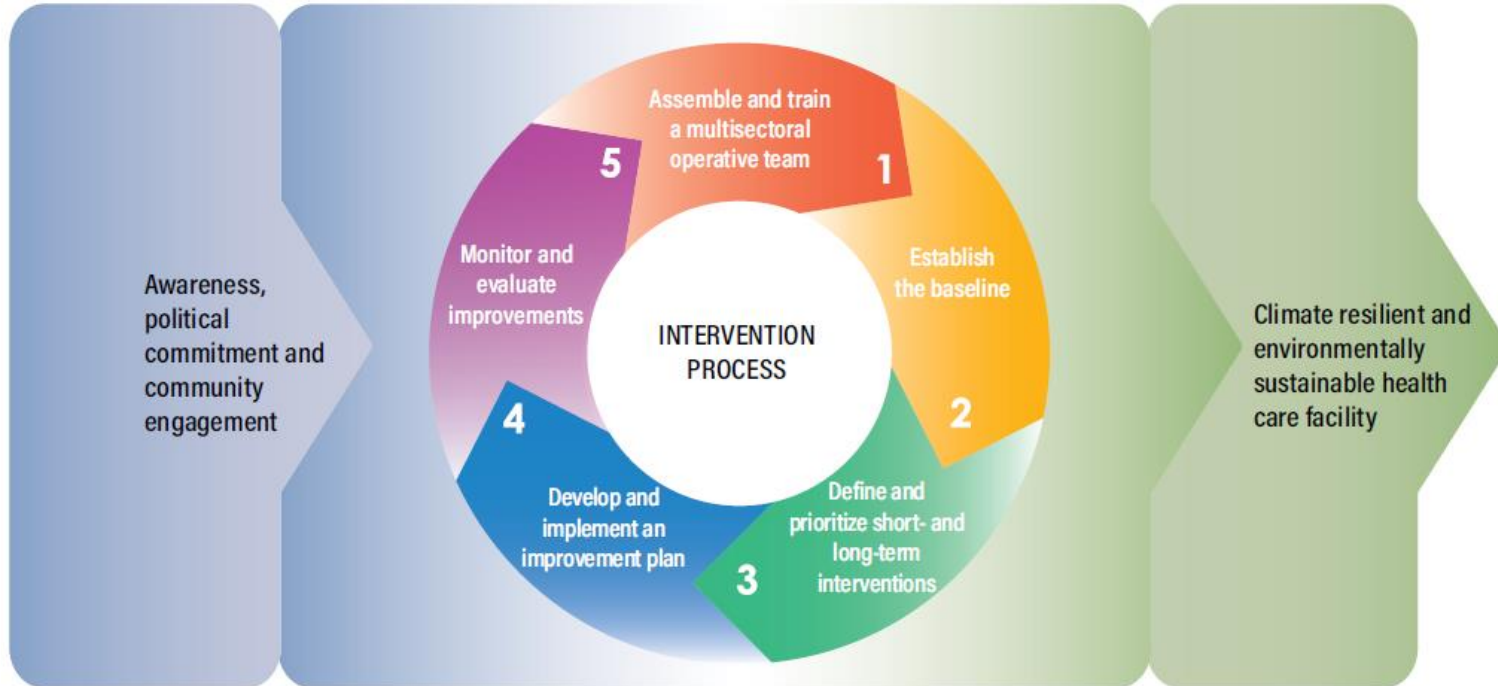 Awareness,
political
commitment and
community
engagement
INTERVENTION
PROCESS
Assemble and train
a multisectoral
operative team
1
Establish
the baseline
2
Define and
prioritize short- and
long-term
interventions
3
Develop and
implement an
improvement plan
4
Monitor and
evaluate
improvements
5
Climate resilient and
environmentally
sustainable health
care facility